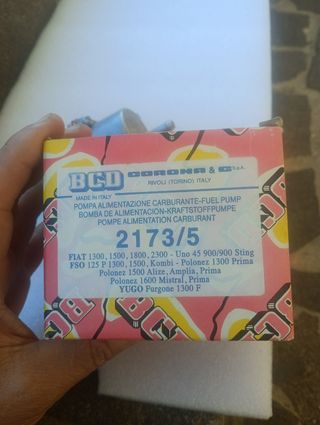 BCD CORONA & C S.p.A.
RIVOLI (TORINO) ITALY
MADE IN ITALY
POMPA ALIMENTAZIONE CARBURANTE-FUEL PUMP
BOMBA DE ALIMENTACION-KRAFTSTOFFPUMPE
POMPE ALIMENTATION CARBURANT
2173/5
FIAT 1300, 1500, 1800, 2300 - Uno 45 900/900 Sting
FSO 125 P 1300, 1500, - Kombi - Polonez 1300 Prima
Polonez 1500 Alize, Amplia, Prima
Polonez 1600 Mistral, Prima
YUGO Furgone 1300 F
BCD